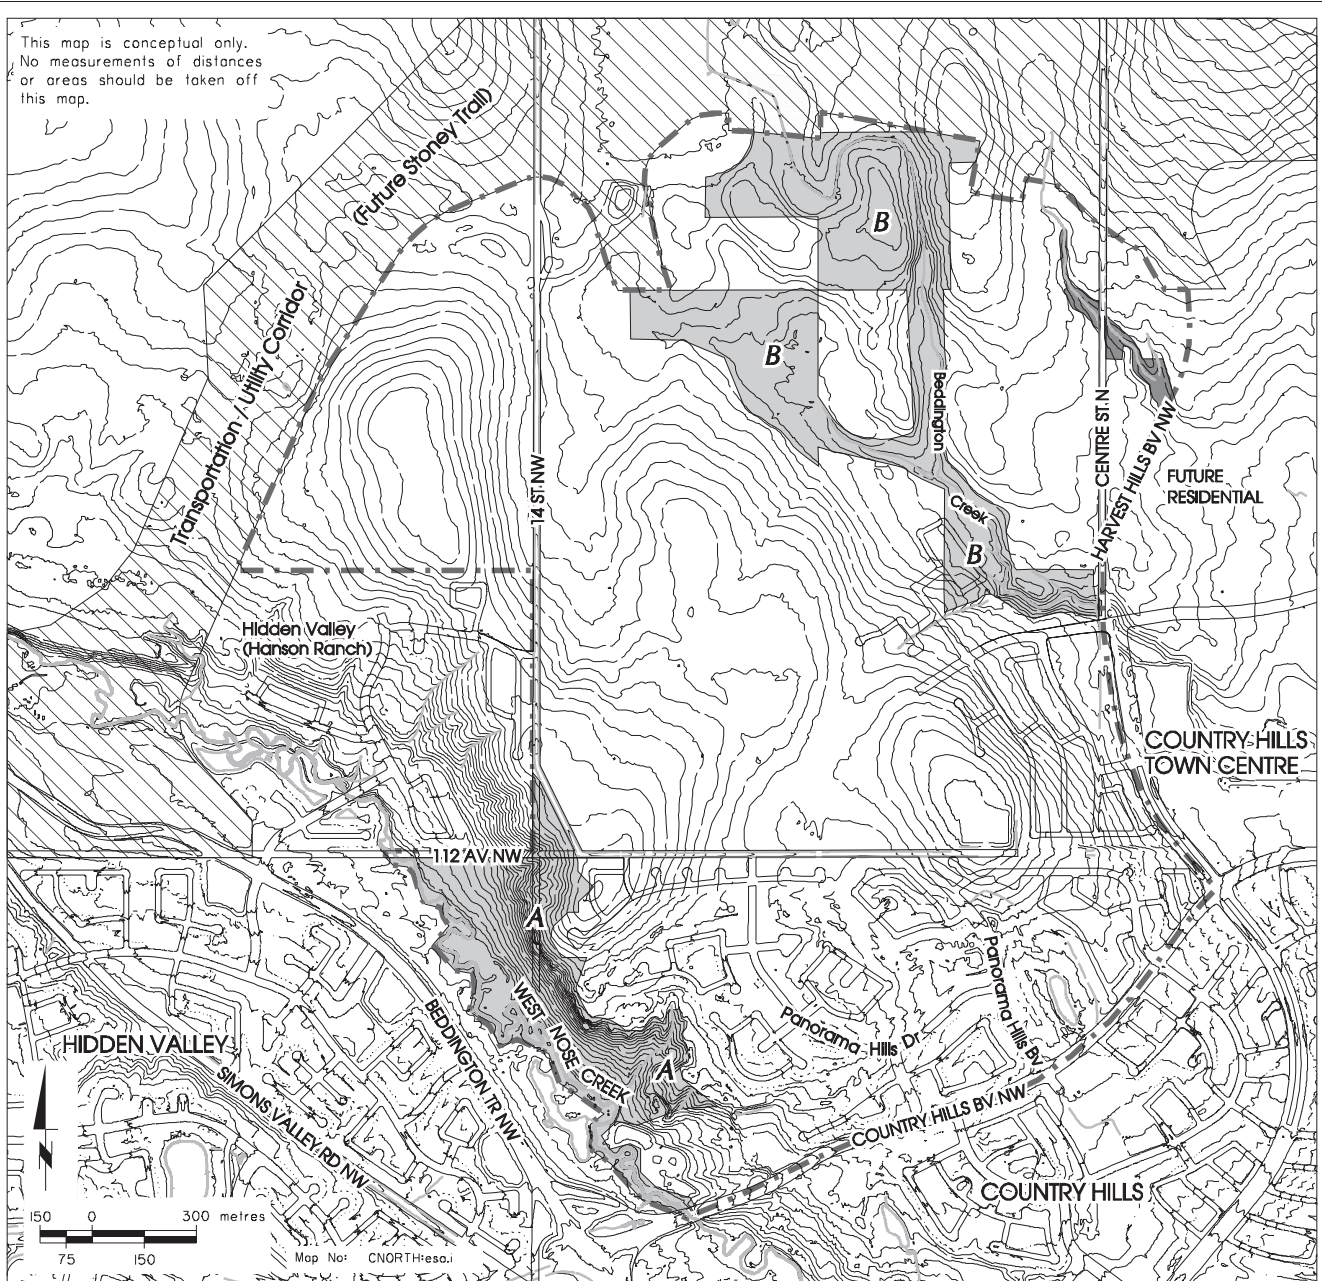 This map is conceptual only.
No measurements of distances
or areas should be taken off
this map.
(Future Stoney Trail)
Transportation / Utility Corridor
B
B
Beddington
Creek
B
14 ST. NW
CENTRE ST. N
HARVEST HILLS BV NW
FUTURE
RESIDENTIAL
Hidden Valley
(Hanson Ranch)
COUNTRY HILLS
TOWN CENTRE
112 AV NW
A
WEST NOSE CREEK
A
Panorama Hills Dr
Panorama Hills Bv
BEDDINGTON TR NW
HIDDEN VALLEY
SIMONS VALLEY RD NW
COUNTRY HILLS BV NW
COUNTRY HILLS
N
150 0 300 metres
75 150
Map No: CNORTH:esa.i